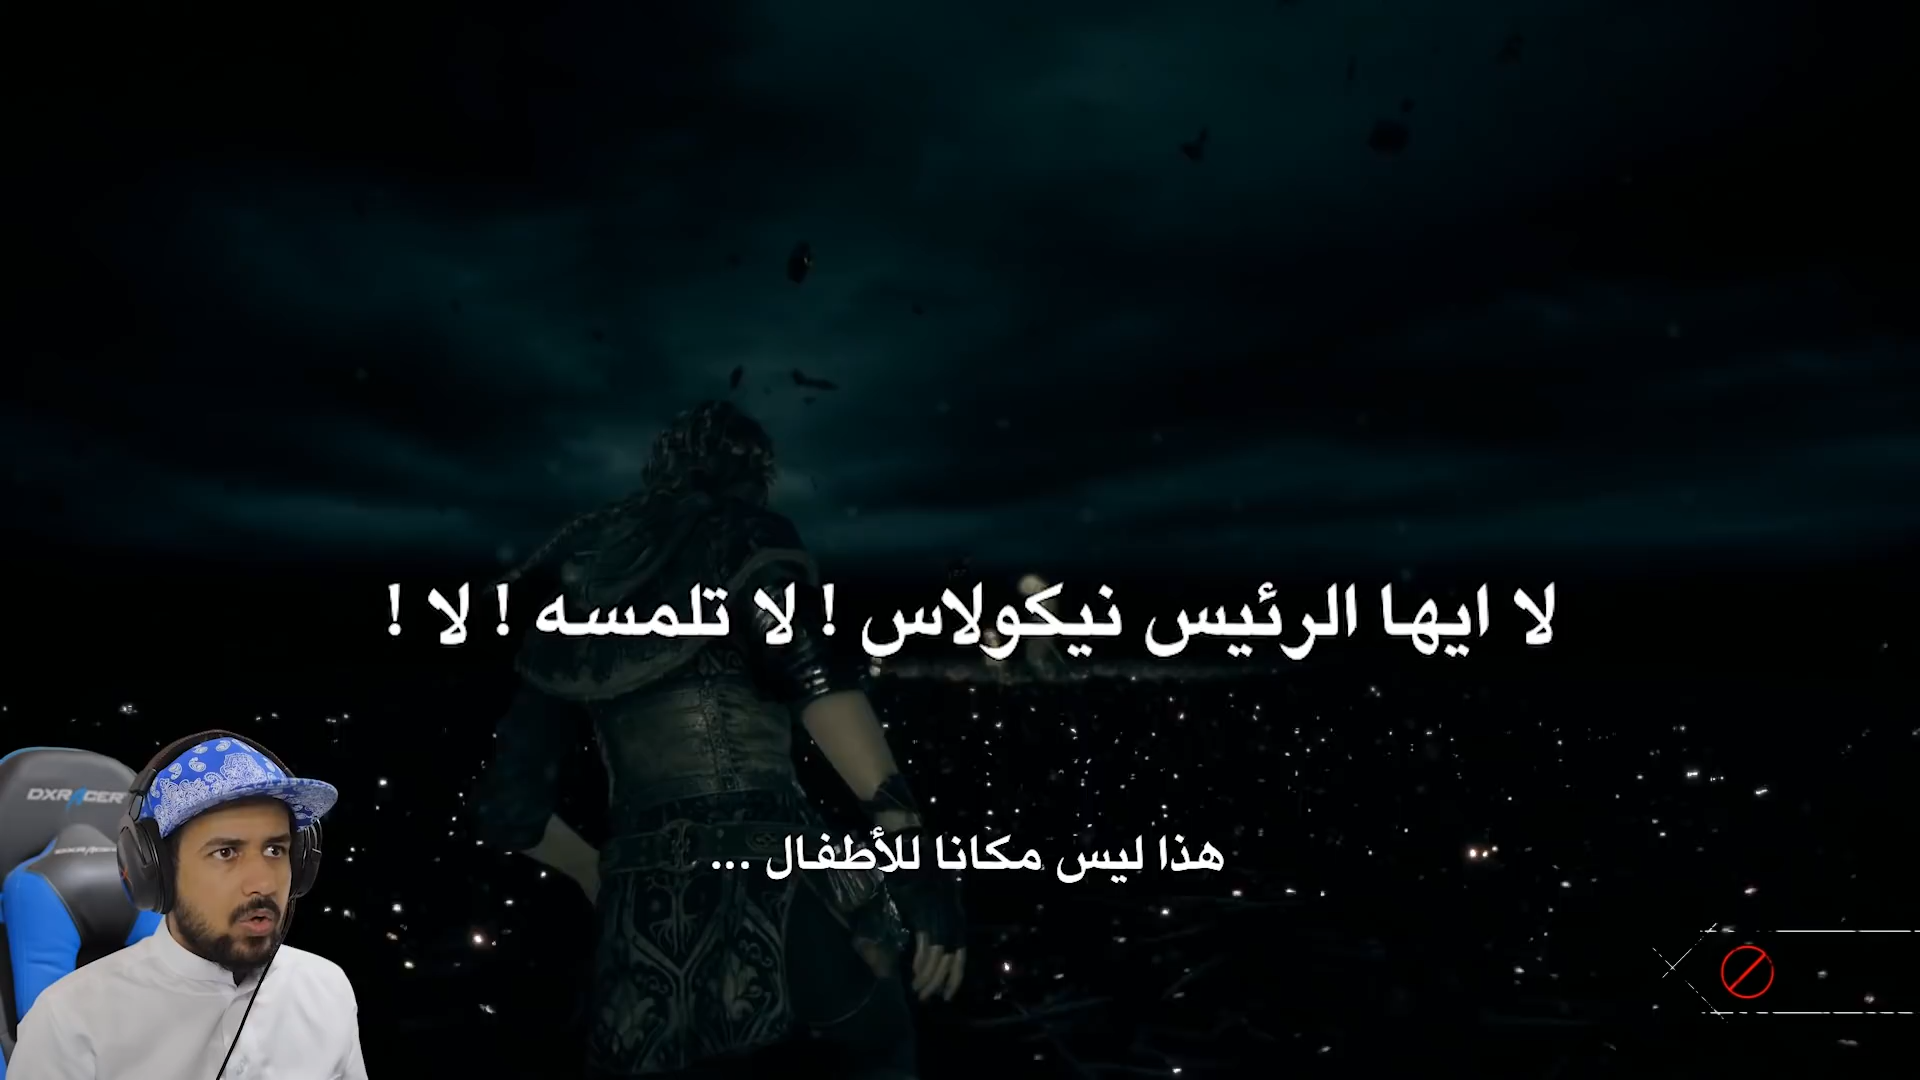 لا ايها الرئيس نيكولاس ! لا تلمسه ! لا !
هذا ليس مكانا للأطفال ...
DXRACER